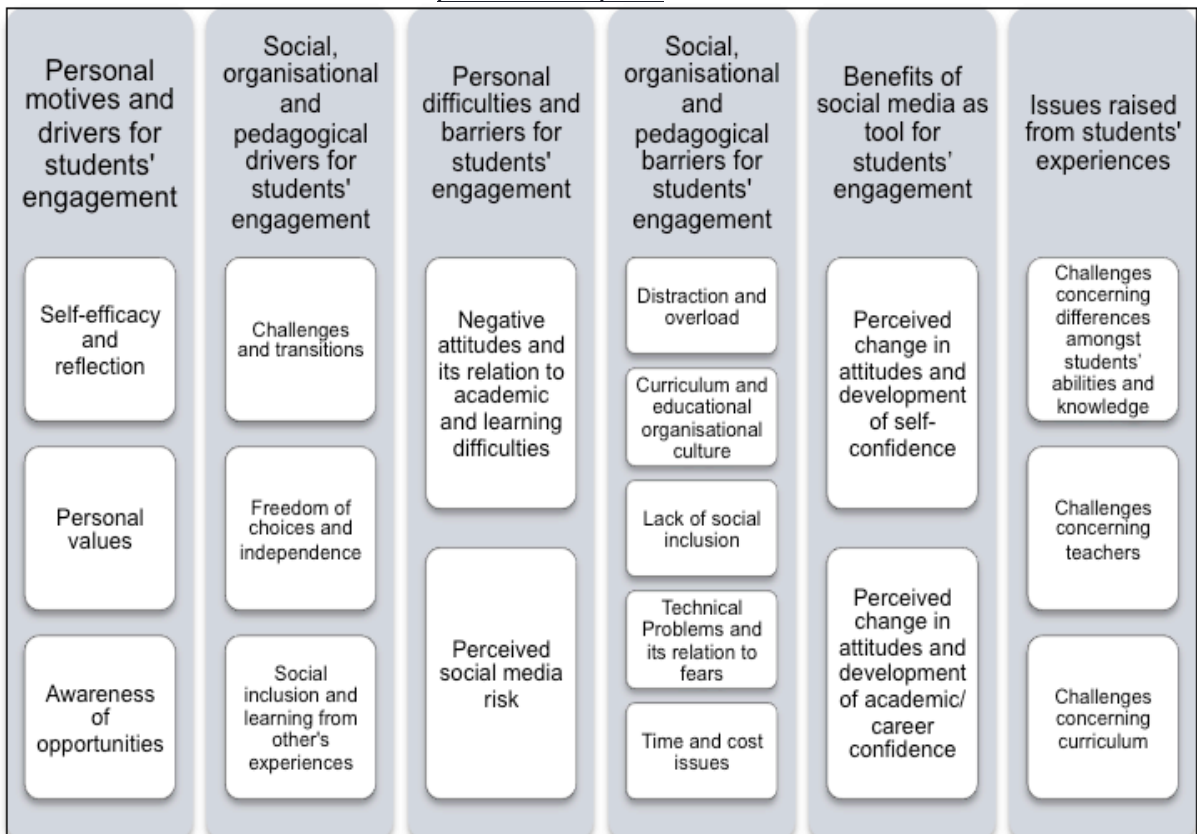 Personal
motives and
drivers for
students'
engagement
Self-efficacy
and
reflection
Personal
values
Awareness
of
opportunities
Social,
organisational
and
pedagogical
drivers for
students'
engagement
Challenges
and transitions
Freedom of
choices and
independence
Social
inclusion and
learning from
other's
experiences
Personal
difficulties and
barriers for
students'
engagement
Negative
attitudes and
its relation to
academic
and learning
difficulties
Perceived
social media
risk
Social,
organisational
and
pedagogical
barriers for
students'
engagement
Distraction and
overload
Curriculum and
educational
organisational
culture
Lack of social
inclusion
Technical
Problems and
its relation to
fears
Time and cost
issues
Benefits of
social media as
tool for
students’
engagement
Perceived
change in
attitudes and
development
of self-
confidence
Perceived
change in
attitudes and
development
of academic/
career
confidence
Issues raised
from students'
experiences
Challenges
concerning
differences
amongst
students’
abilities and
knowledge
Challenges
concerning
teachers
Challenges
concerning
curriculum